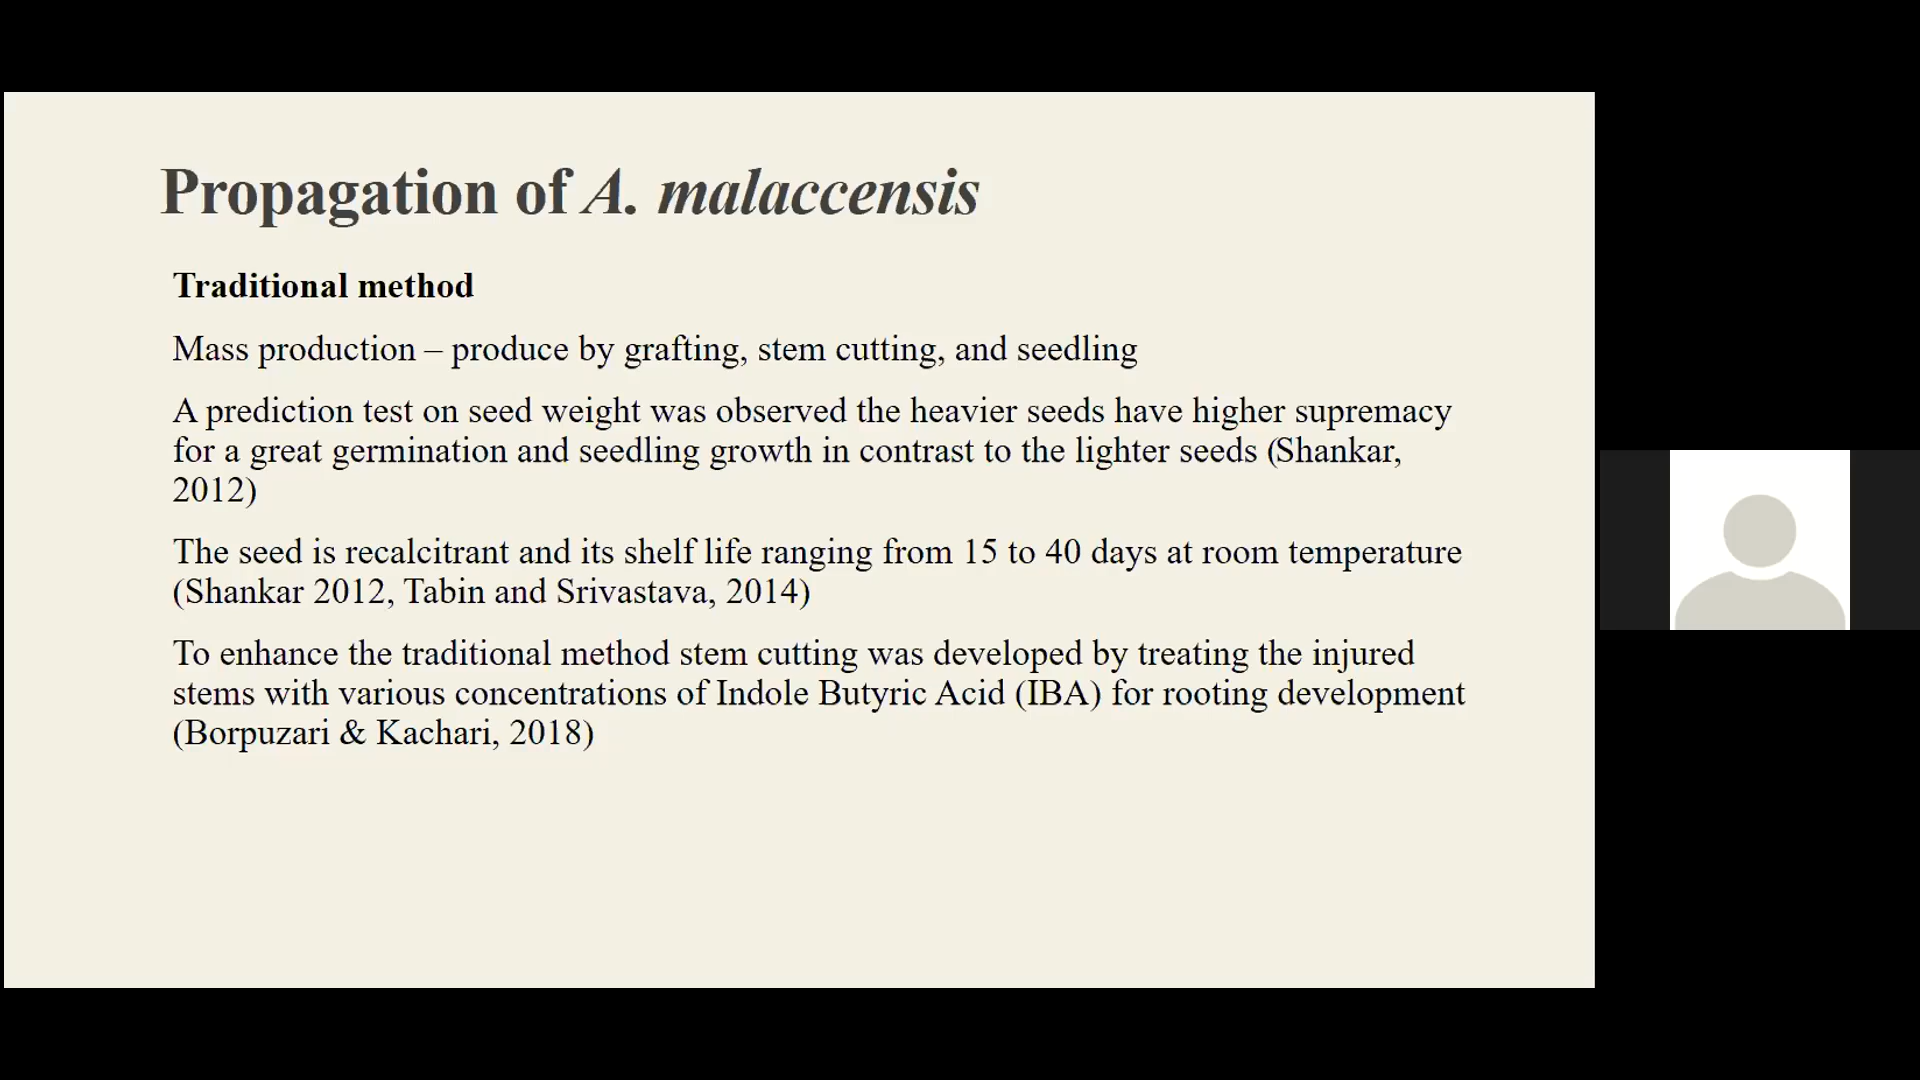 Propagation of A. malaccensis
Traditional method
Mass production – produce by grafting, stem cutting, and seedling
A prediction test on seed weight was observed the heavier seeds have higher supremacy
for a great germination and seedling growth in contrast to the lighter seeds (Shankar,
2012)
The seed is recalcitrant and its shelf life ranging from 15 to 40 days at room temperature
(Shankar 2012, Tabin and Srivastava, 2014)
To enhance the traditional method stem cutting was developed by treating the injured
stems with various concentrations of Indole Butyric Acid (IBA) for rooting development
(Borpuzari & Kachari, 2018)